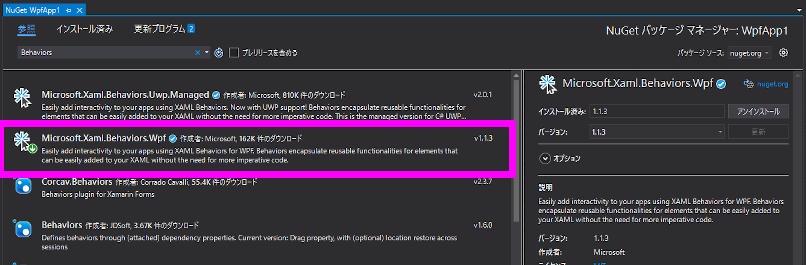 NuGet WpfApp1
参照 インストール済み 更新プログラム 2
NuGet パッケージ マネージャー: WpfApp1
Behaviors
プレリリースを含める
パッケージ ソース: nuget.org
Microsoft.Xaml.Behaviors.Uwp.Managed 作成者: Microsoft, 810K 件のダウンロード v2.0.1
Easily add interactivity to your apps using XAML Behaviors. Now with UWP support! Behaviors encapsulate reusable functionalities for
elements that can be easily added to your XAML without the need for more imperative code. This is the managed version for C# UWP...
Microsoft.Xaml.Behaviors.Wpf 作成者: Microsoft, 162K 件のダウンロード v1.1.3
Easily add interactivity to your apps using XAML Behaviors for WPF. Behaviors encapsulate reusable functionalities for elements that
can be easily added to your XAML without the need for more imperative code.
Corcav.Behaviors 作成者: Corrado Cavalli, 55.4K 件のダウンロード v2.3.7
Behaviors plugin for Xamarin Forms
Behaviors 作成者: JDSoft, 3.67K 件のダウンロード v1.6.0
Defines behaviors through (attached) dependency properties. Current version: Drag property, with (optional) location restore across
sessions
Microsoft.Xaml.Behaviors.Wpf nuget.org
インストール済み: 1.1.3 アンインストール
バージョン: 1.1.3 更新
オプション
説明
Easily add interactivity to your apps using XAML Behaviors for WPF. Behaviors
encapsulate reusable functionalities for elements that can be easily added to
your XAML without the need for more imperative code.
バージョン: 1.1.3
作成者: Microsoft